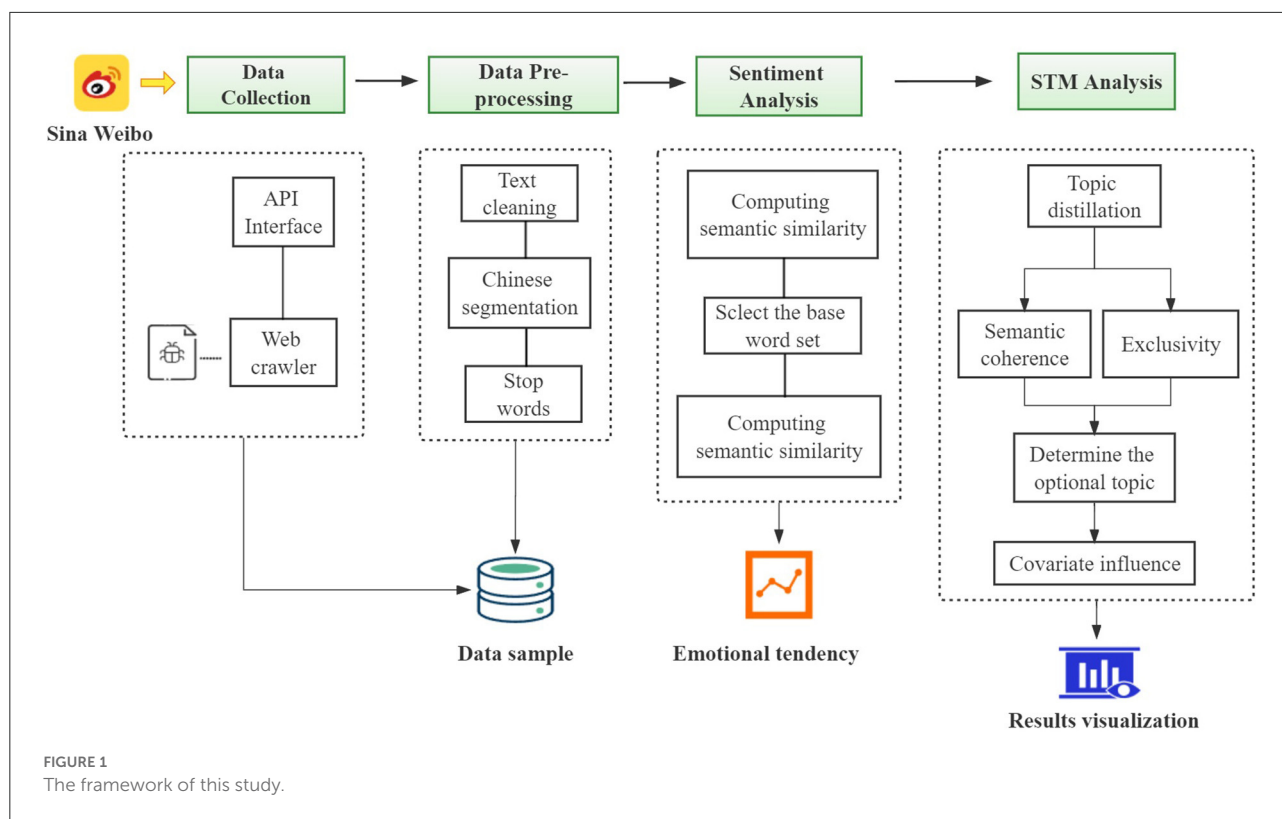 Sina Weibo
Data
Collection
Data Pre-
processing
Sentiment
Analysis
STM Analysis
API
Interface
Web
crawler
Text
cleaning
Chinese
segmentation
Stop
words
Data sample
Computing
semantic similarity
Sclect the base
word set
Computing
semantic similarity
Emotional tendency
Topic
distillation
Semantic
coherence
Exclusivity
Determine the
optional topic
Covariate influence
Results visualization
FIGURE 1
The framework of this study.